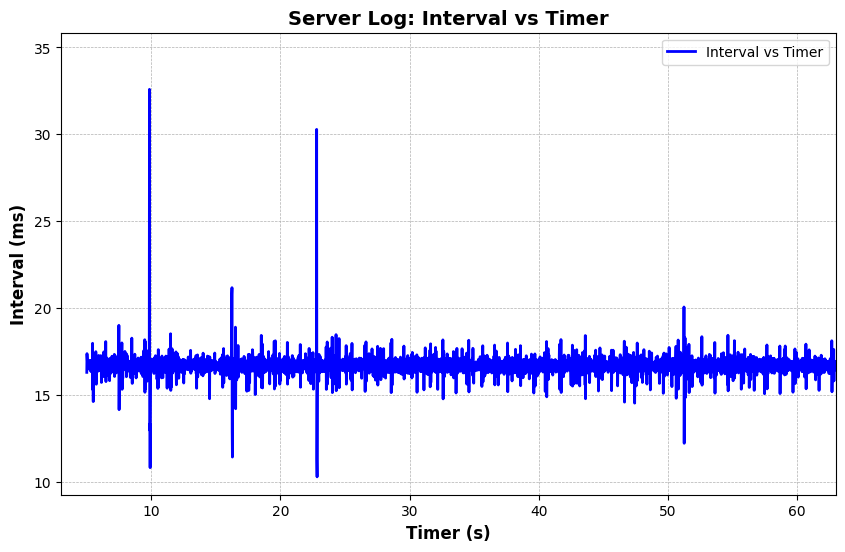 Server Log: Interval vs Timer
Interval vs Timer
35
30
25
20
15
10
Interval (ms)
10 20 30 40 50 60
Timer (s)